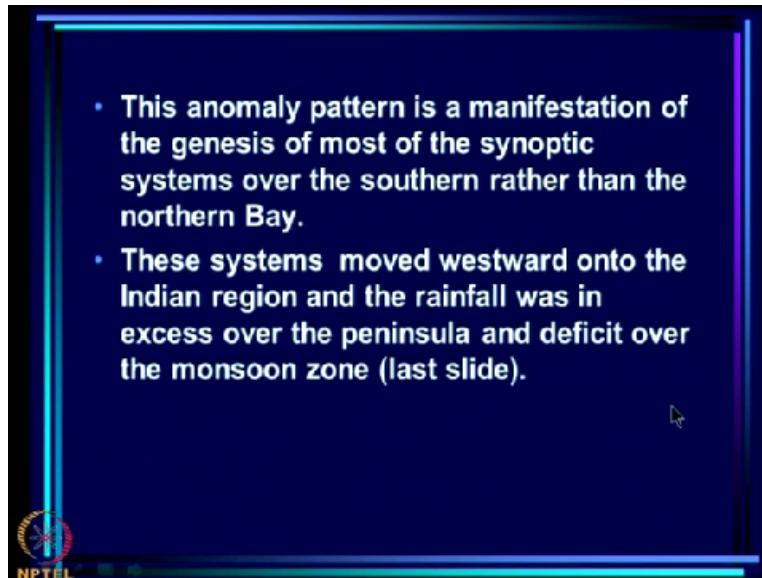 • This anomaly pattern is a manifestation of
the genesis of most of the synoptic
systems over the southern rather than the
northern Bay.
• These systems moved westward onto the
Indian region and the rainfall was in
excess over the peninsula and deficit over
the monsoon zone (last slide).
NPTEL